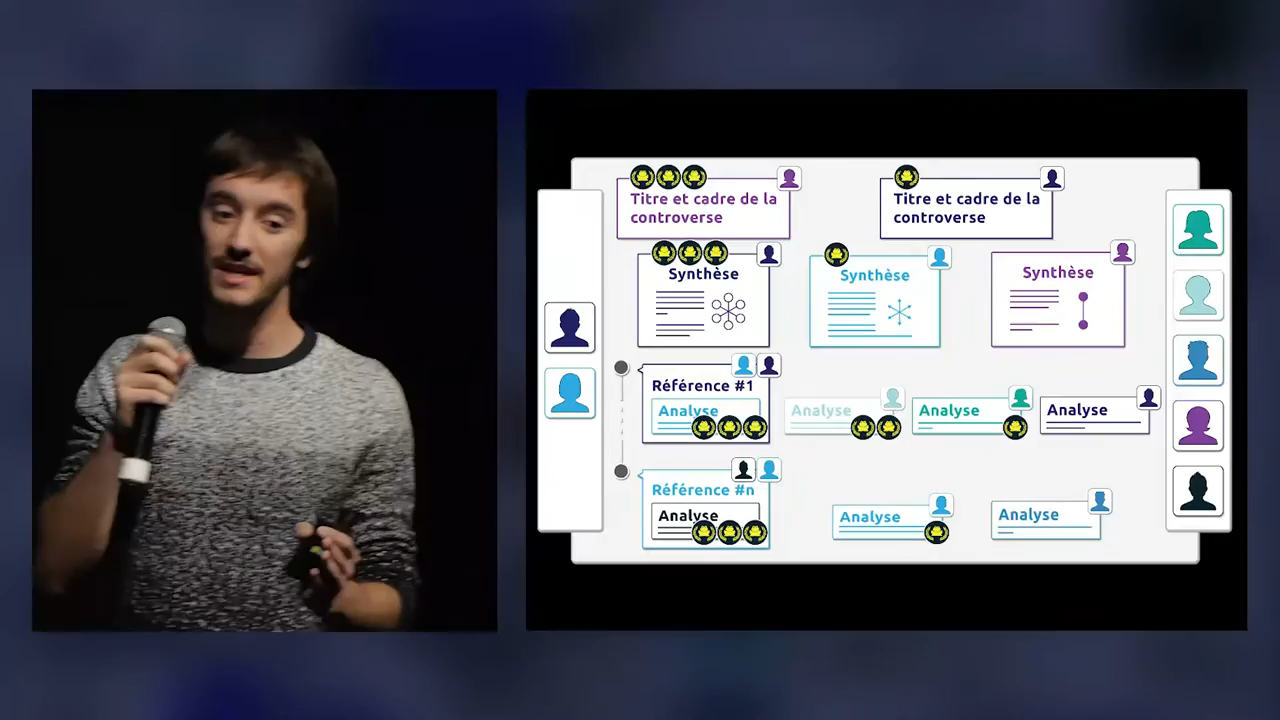 Titre et cadre de la
controverse
Titre et cadre de la
controverse
Synthèse
Synthèse
Synthèse
Référence #1
Analyse
Analyse
Analyse
Analyse
Référence #n
Analyse
Analyse
Analyse